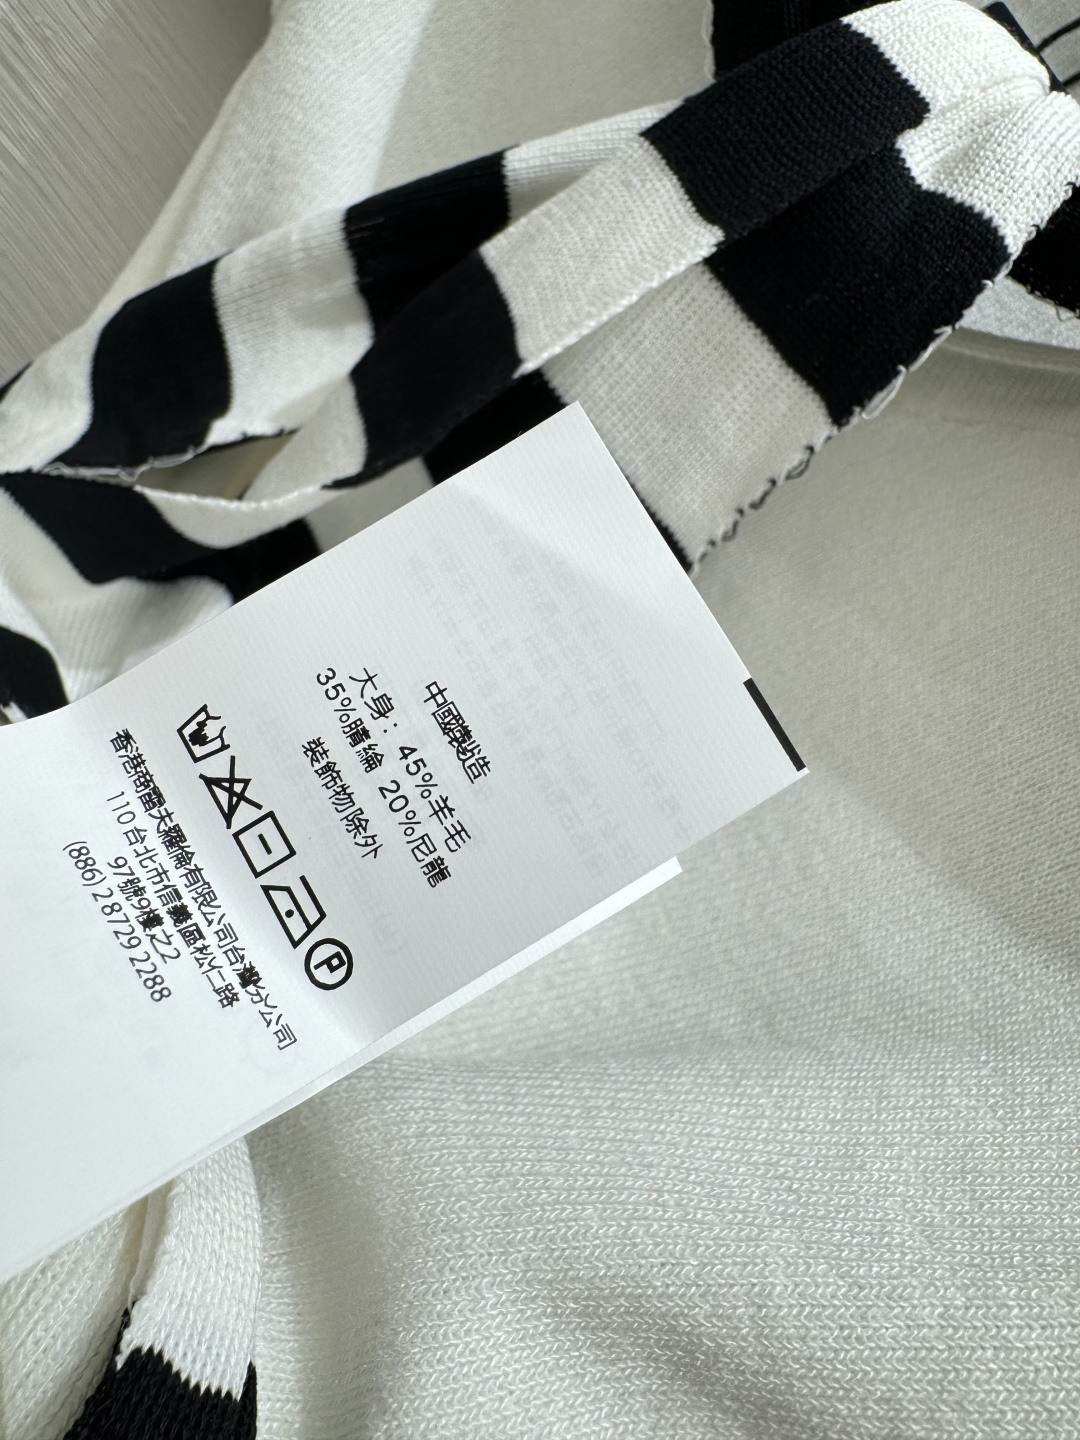 中國製造
大身：45%羊毛
35%腈綸 20%尼龍
裝飾物除外
P
香港商雷夫羅倫有限公司台灣分公司
110台北市信義區松仁路
97號9樓之2
(886) 2 8729 2288